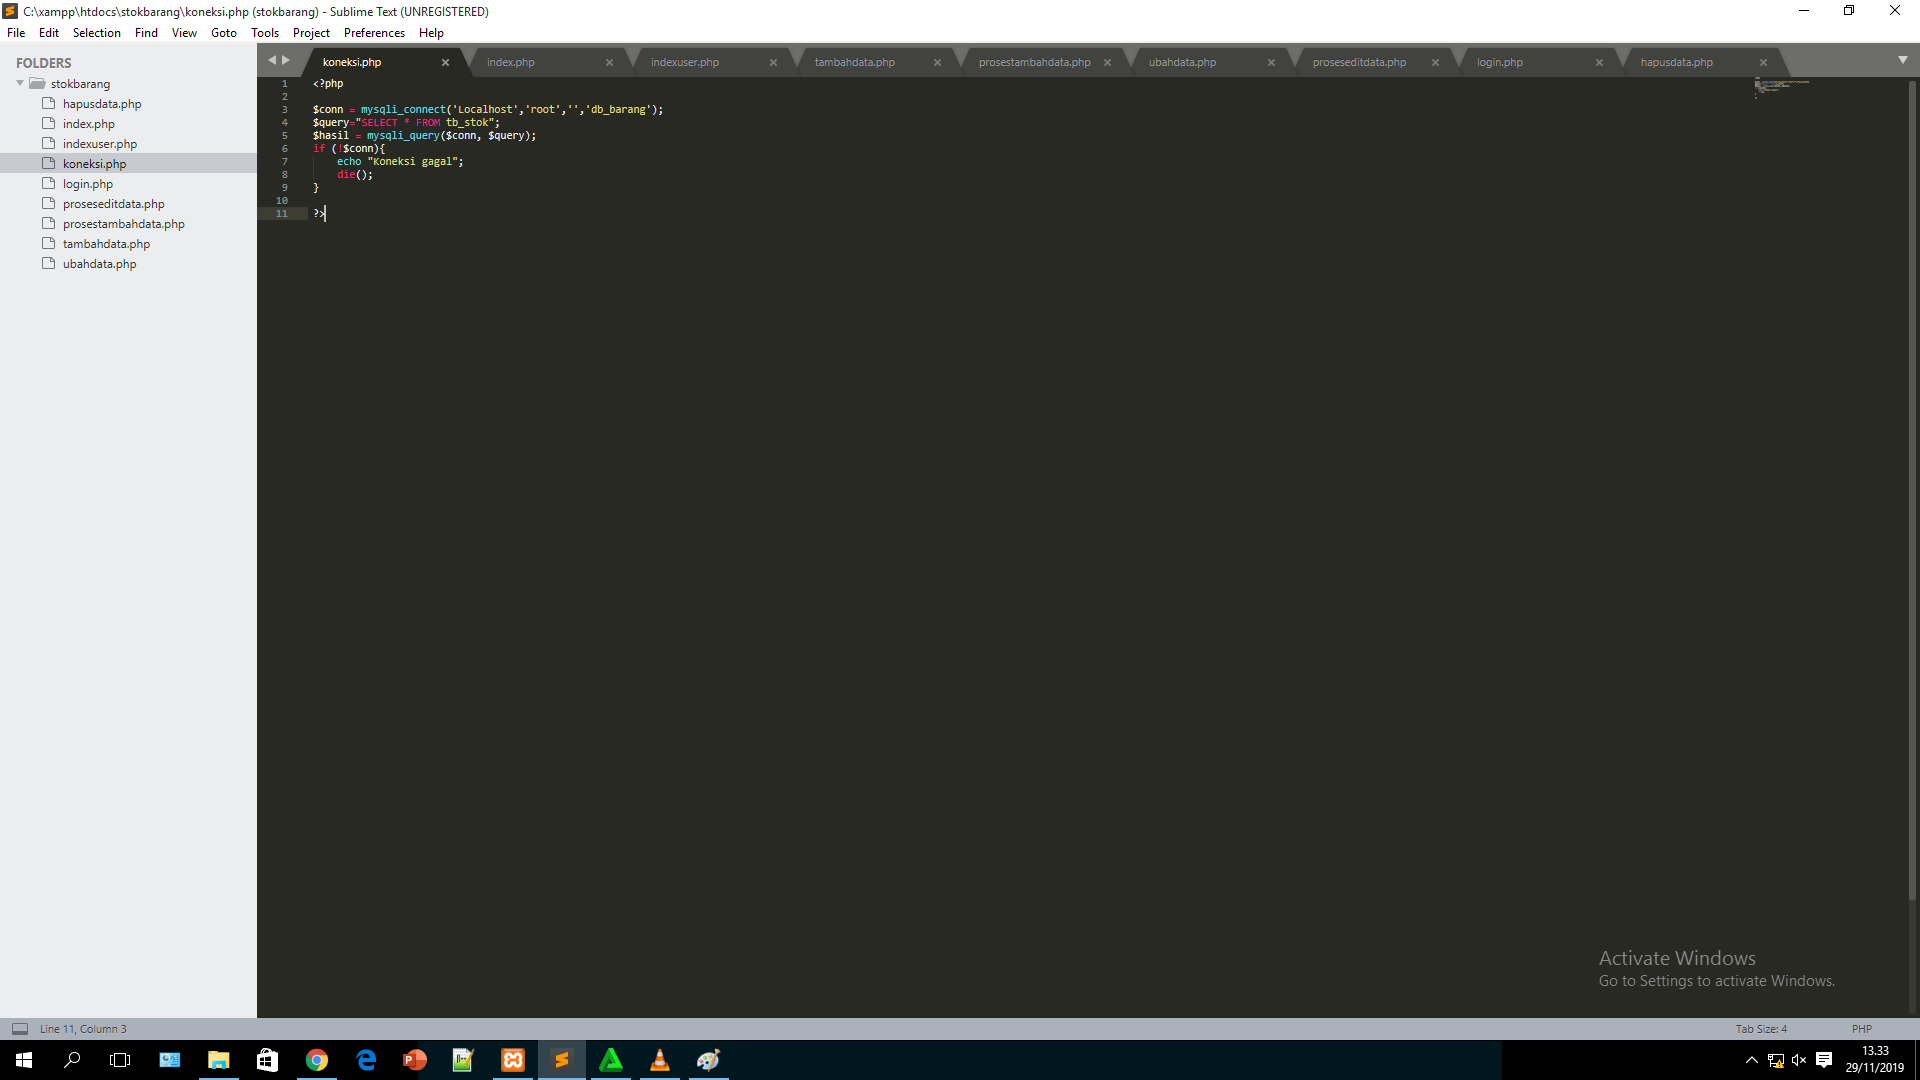 C:\xampp\htdocs\stokbarang\koneksi.php (stokbarang) - Sublime Text (UNREGISTERED)
File Edit Selection Find View Goto Tools Project Preferences Help
FOLDERS
stokbarang
hapusdata.php
index.php
indexuser.php
koneksi.php
login.php
proseseditdata.php
prosestambahdata.php
tambahdata.php
ubahdata.php
koneksi.php index.php indexuser.php tambahdata.php prosestambahdata.php ubahdata.php proseseditdata.php login.php hapusdata.php
1 <?php
2
3 $conn = mysqli_connect('Localhost','root','','db_barang');
4 $query="SELECT * FROM tb_stok";
5 $hasil = mysqli_query($conn, $query);
6 if (!$conn){
7 echo "Koneksi gagal";
8 die();
9 }
10
11 ?>
Activate Windows
Go to Settings to activate Windows.
Line 11, Column 3 Tab Size: 4 PHP
13.33
29/11/2019